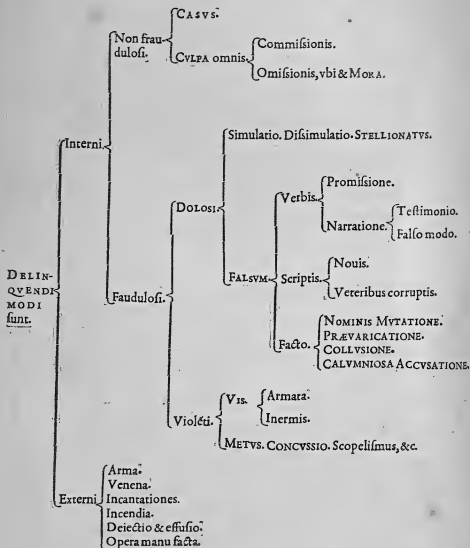 CASVS.
Non frau-
dulosi.
CVLPA omnis
Commissionis.
Omissionis, vbi & MORA.
Interni.
Simulatio. Dissimulatio. STELLIONATVS.
DOLOSI
Verbis.
Promissione.
Narratione.
Testimonio.
Falso modo.
FALSVM.
Scriptis.
Nouis.
Veteribus corruptis.
Facto.
NOMINIS MVTATIONE.
PRÆVARICATIONE.
COLLVSIONE.
CALVMNIOSA ACCVSATIONE.
Faudulosi.
DELIN-
QVENDI
MODI
sunt.
Violẽti.
VIS.
Armata.
Inermis.
METVS. CONCVSSIO. Scopelismus, &c.
Externi
Arma.
Venena.
Incantationes.
Incendia.
Deiectio & effusio.
Opera manu facta.